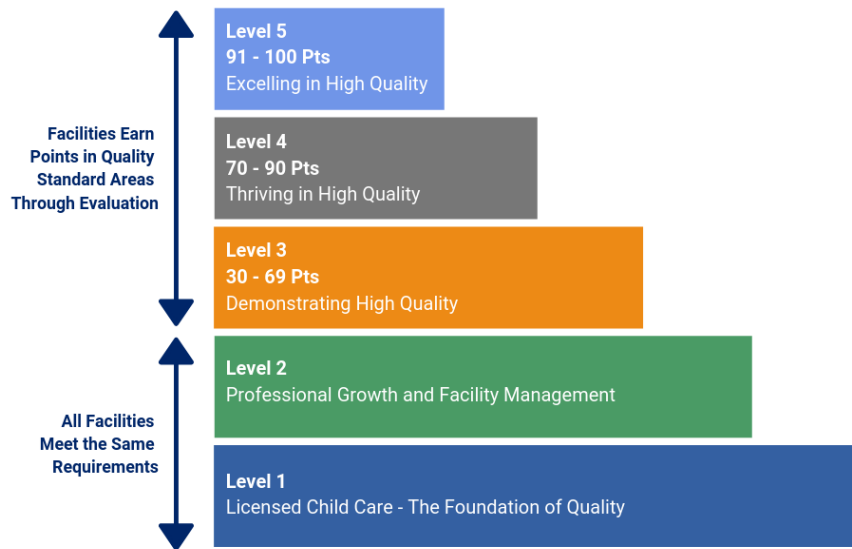 Level 5
91 - 100 Pts
Excelling in High Quality
Facilities Earn
Points in Quality
Standard Areas
Through Evaluation
Level 4
70 - 90 Pts
Thriving in High Quality
Level 3
30 - 69 Pts
Demonstrating High Quality
Level 2
Professional Growth and Facility Management
All Facilities
Meet the Same
Requirements
Level 1
Licensed Child Care - The Foundation of Quality